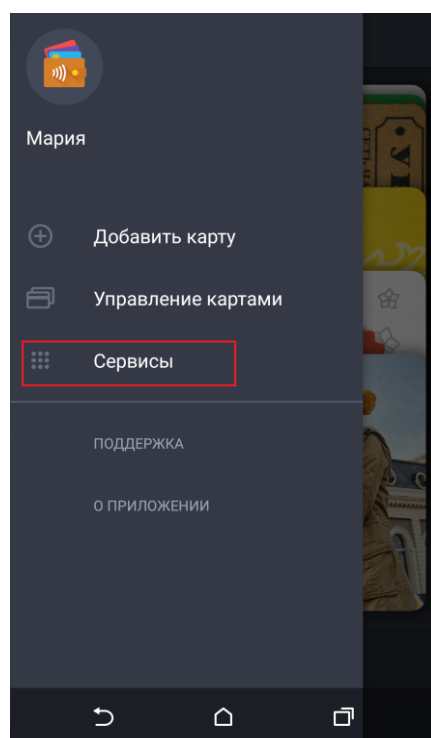 Мария
Добавить карту
Управление картами
Сервисы
ПОДДЕРЖКА
О ПРИЛОЖЕНИИ